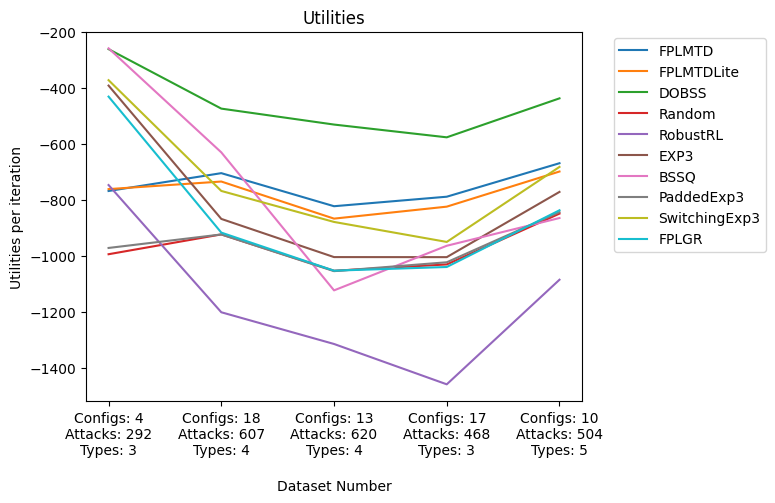 Utilities
Utilities per iteration
−200
−400
−600
−800
−1000
−1200
−1400
Configs: 4
Attacks: 292
Types: 3
Configs: 18
Attacks: 607
Types: 4
Configs: 13
Attacks: 620
Types: 4
Configs: 17
Attacks: 468
Types: 3
Configs: 10
Attacks: 504
Types: 5
Dataset Number
FPLMTD
FPLMTDLite
DOBSS
Random
RobustRL
EXP3
BSSQ
PaddedExp3
SwitchingExp3
FPLGR